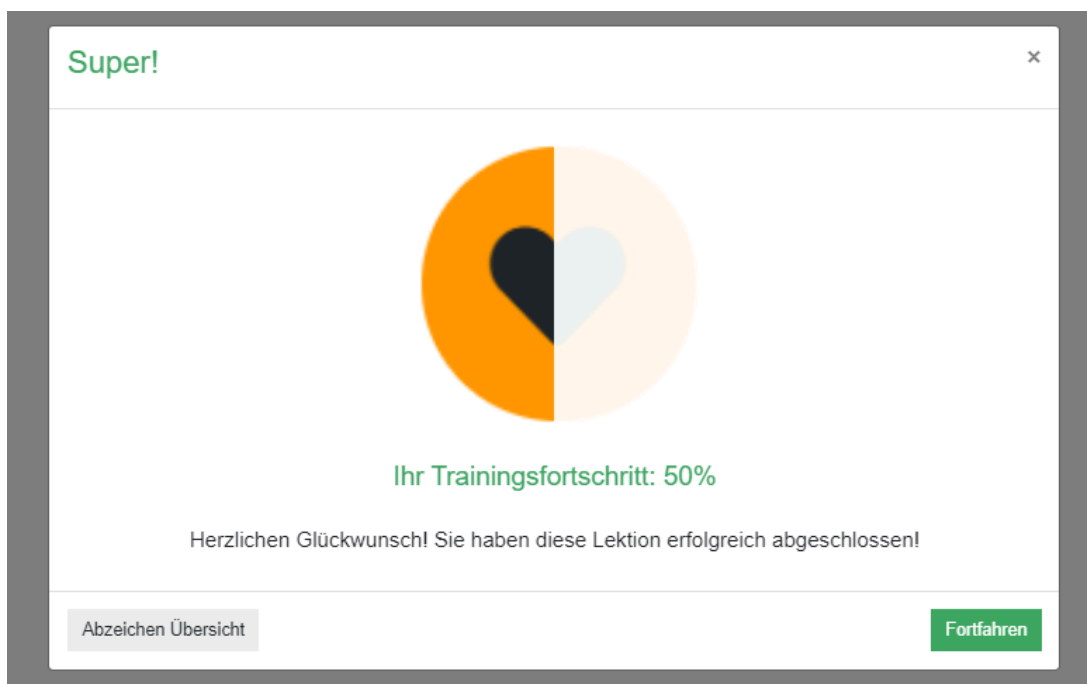 Super!
×
Ihr Trainingsfortschritt: 50%
Herzlichen Glückwunsch! Sie haben diese Lektion erfolgreich abgeschlossen!
Abzeichen Übersicht
Fortfahren